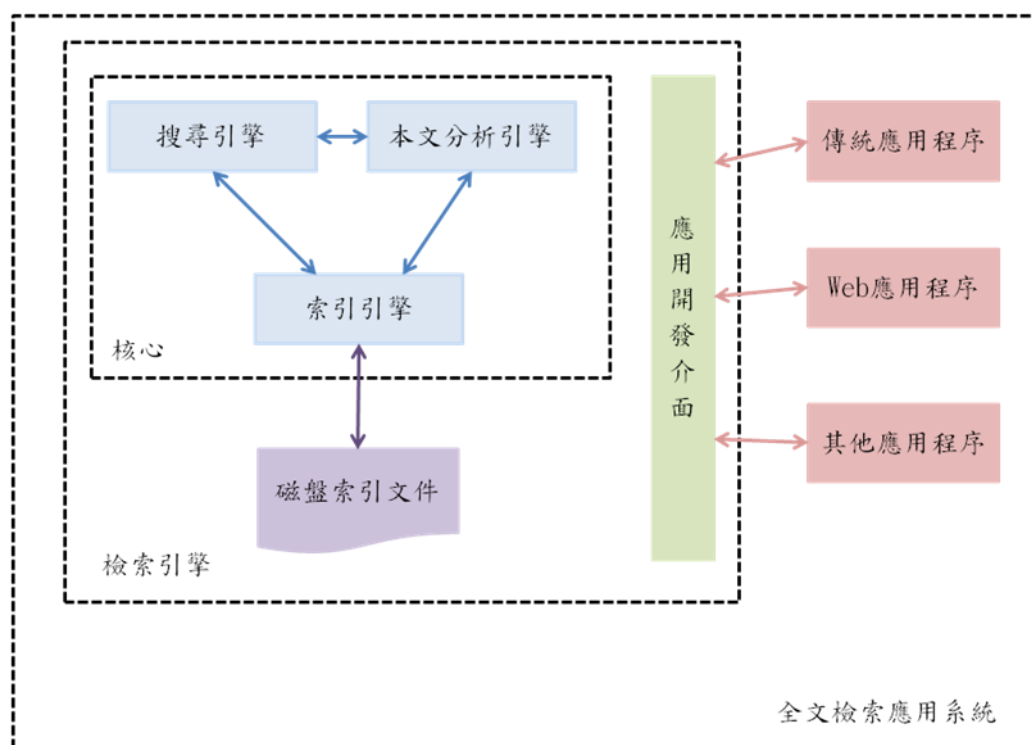 搜尋引擎
本文分析引擎
索引引擎
核心
磁盤索引文件
檢索引擎
應用開發介面
傳統應用程序
Web應用程序
其他應用程序
全文檢索應用系統